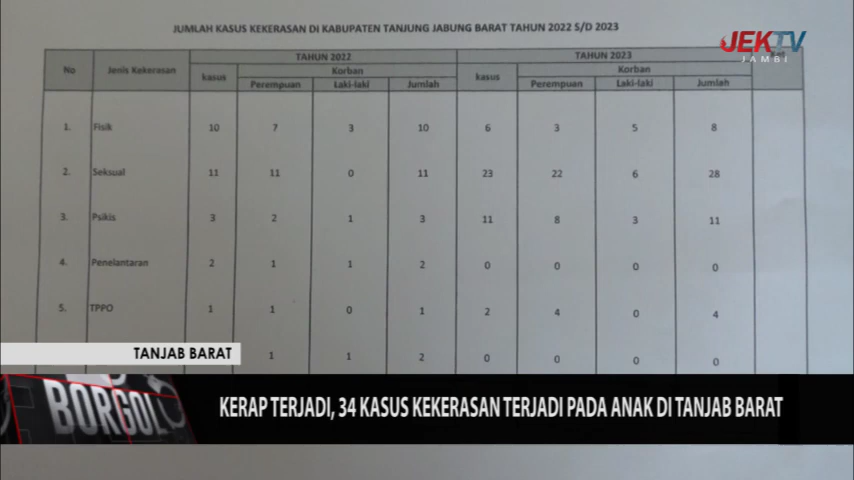 JUMLAH KASUS KEKERASAN DI KABUPATEN TANJUNG JABUNG BARAT TAHUN 2022 S/D 2023
JEKTV
JAMBI
No Jenis Kekerasan TAHUN 2022 TAHUN 2023
kasus Korban kasus Korban
Perempuan Laki-laki Jumlah Perempuan Laki-laki Jumlah
1. Fisik 10 7 3 10 6 3 5 8
2. Seksual 11 11 0 11 23 22 6 28
3. Psikis 3 2 1 3 11 8 3 11
4. Penelantaran 2 1 1 2 0 0 0 0
5. TPPO 1 1 0 1 2 4 0 4
1 1 2 0 0 0 0
TANJAB BARAT
BORGOL
KERAP TERJADI, 34 KASUS KEKERASAN TERJADI PADA ANAK DI TANJAB BARAT